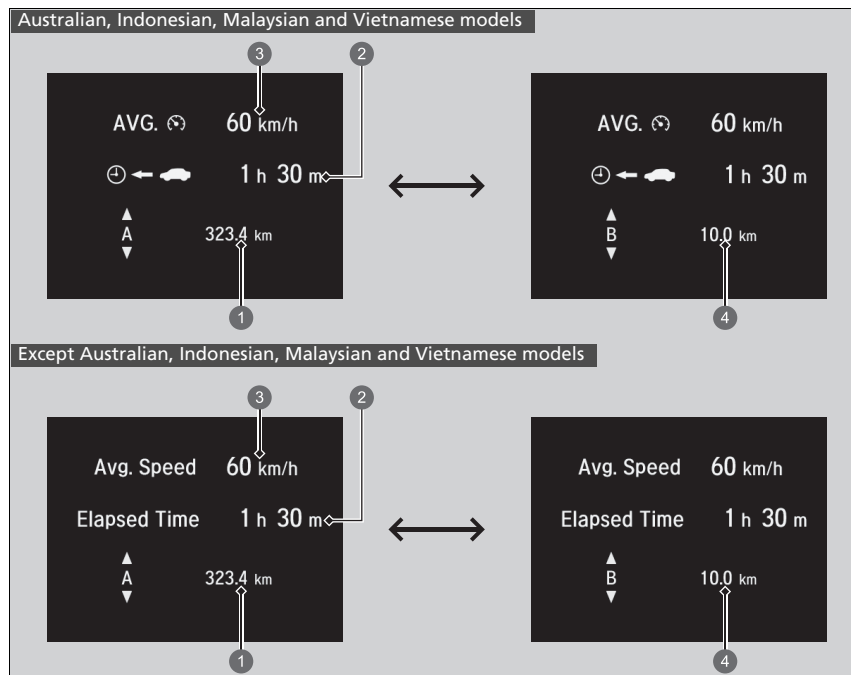 Australian, Indonesian, Malaysian and Vietnamese models
3 2
AVG. 60 km/h
1 h 30 m
A 323.4 km
1
AVG. 60 km/h
1 h 30 m
B 10.0 km
4
Except Australian, Indonesian, Malaysian and Vietnamese models
3 2
Avg. Speed 60 km/h
Elapsed Time 1 h 30 m
A 323.4 km
1
Avg. Speed 60 km/h
Elapsed Time 1 h 30 m
B 10.0 km
4